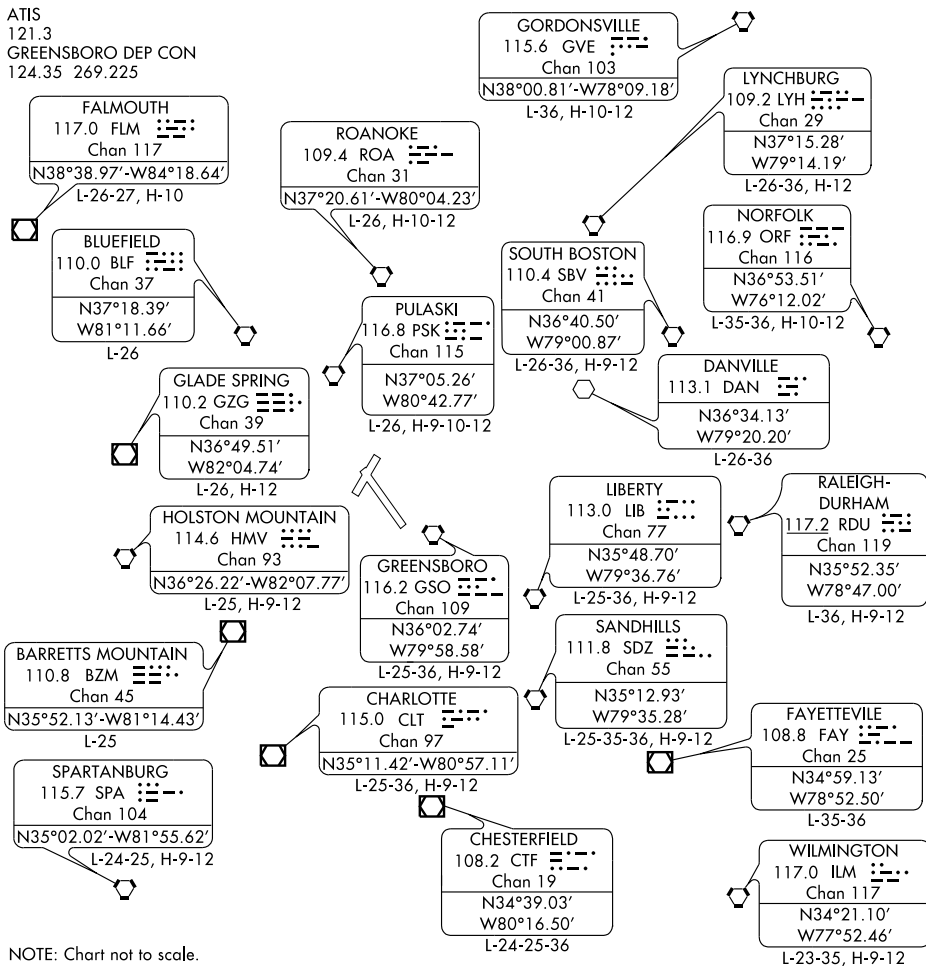 ATIS
121.3
GREENSBORO DEP CON
124.35 269.225
GORDONSVILLE
115.6 GVE
Chan 103
N38°00.81′-W78°09.18′
L-36, H-10-12
LYNCHBURG
109.2 LYH
Chan 29
N37°15.28′
W79°14.19′
L-26-36, H-12
FALMOUTH
117.0 FLM
Chan 117
N38°38.97′-W84°18.64′
L-26-27, H-10
ROANOKE
109.4 ROA
Chan 31
N37°20.61′-W80°04.23′
L-26, H-10-12
NORFOLK
116.9 ORF
Chan 116
N36°53.51′
W76°12.02′
L-35-36, H-10-12
BLUEFIELD
110.0 BLF
Chan 37
N37°18.39′
W81°11.66′
L-26
SOUTH BOSTON
110.4 SBV
Chan 41
N36°40.50′
W79°00.87′
L-26-36, H-9-12
PULASKI
116.8 PSK
Chan 115
N37°05.26′
W80°42.77′
L-26, H-9-10-12
DANVILLE
113.1 DAN
N36°34.13′
W79°20.20′
L-26-36
GLADE SPRING
110.2 GZG
Chan 39
N36°49.51′
W82°04.74′
L-26, H-12
LIBERTY
113.0 LIB
Chan 77
N35°48.70′
W79°36.76′
L-25-36, H-9-12
RALEIGH-
DURHAM
117.2 RDU
Chan 119
N35°52.35′
W78°47.00′
L-36, H-9-12
HOLSTON MOUNTAIN
114.6 HMV
Chan 93
N36°26.22′-W82°07.77′
L-25, H-9-12
GREENSBORO
116.2 GSO
Chan 109
N36°02.74′
W79°58.58′
L-25-36, H-9-12
SANDHILLS
111.8 SDZ
Chan 55
N35°12.93′
W79°35.28′
L-25-35-36, H-9-12
BARRETTS MOUNTAIN
110.8 BZM
Chan 45
N35°52.13′-W81°14.43′
L-25
CHARLOTTE
115.0 CLT
Chan 97
N35°11.42′-W80°57.11′
L-25-36, H-9-12
FAYETTEVILE
108.8 FAY
Chan 25
N34°59.13′
W78°52.50′
L-35-36
SPARTANBURG
115.7 SPA
Chan 104
N35°02.02′-W81°55.62′
L-24-25, H-9-12
CHESTERFIELD
108.2 CTF
Chan 19
N34°39.03′
W80°16.50′
L-24-25-36
WILMINGTON
117.0 ILM
Chan 117
N34°21.10′
W77°52.46′
L-23-35, H-9-12
NOTE: Chart not to scale.